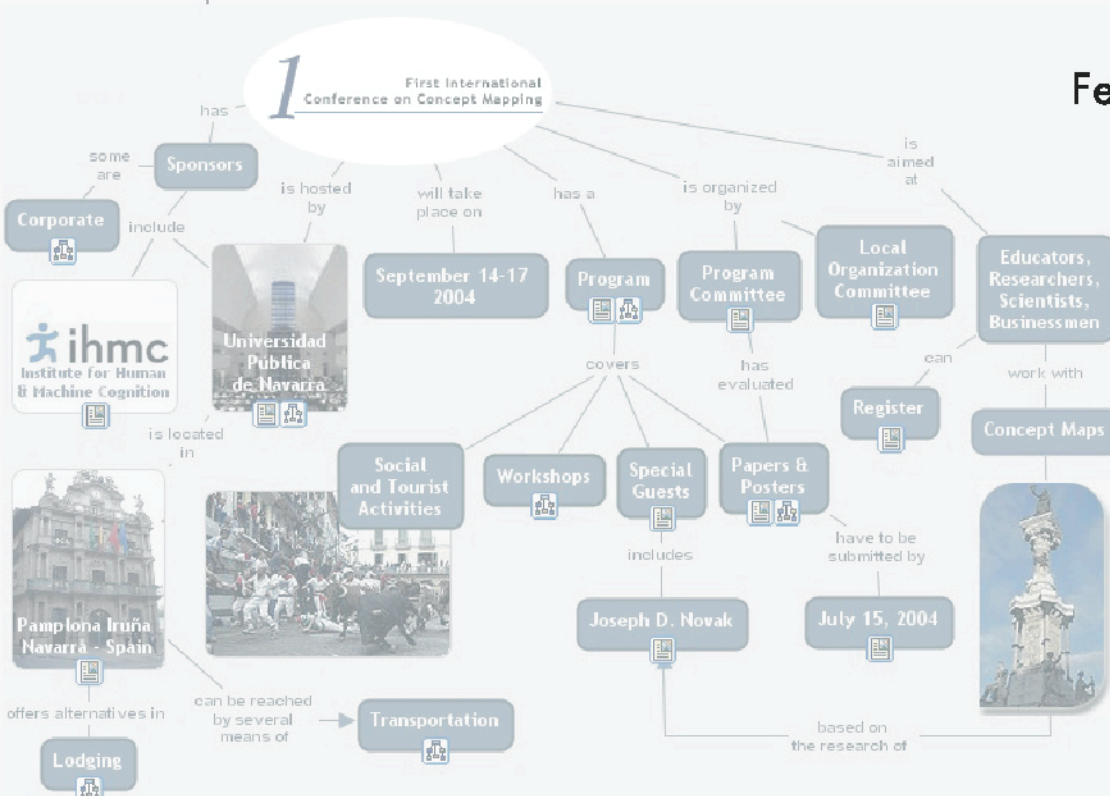 1
First International
Conference on Concept Mapping
Fe
has
some
are
Sponsors
is hosted
by
will take
place on
has a
is organized
by
is
aimed
at
Corporate
include
September 14-17
2004
Program
Program
Committee
Local
Organization
Committee
Educators,
Researchers,
Scientists,
Businessmen
ihmc
Institute for Human
& Machine Cognition
Universidad
Pública
de Navarra
covers
has
evaluated
can
work with
Register
Concept Maps
is located
in
Social
and Tourist
Activities
Workshops
Special
Guests
Papers &
Posters
includes
have to be
submitted by
Pamplona Iruña
Navarra - Spain
Joseph D. Novak
July 15, 2004
offers alternatives in
can be reached
by several
means of
Transportation
based on
the research of
Lodging